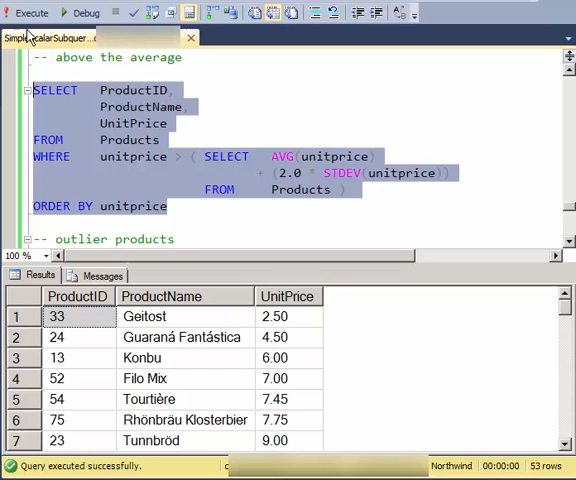 Execute Debug
Simple
calarSubquer...
-- above the average
SELECT ProductID,
ProductName,
UnitPrice
FROM Products
WHERE unitprice > ( SELECT AVG(unitprice)
+ (2.0 * STDEV(unitprice))
FROM Products )
ORDER BY unitprice
-- outlier products
100 %
Results Messages
ProductID ProductName UnitPrice
1 33 Geitost 2.50
2 24 Guaraná Fantástica 4.50
3 13 Konbu 6.00
4 52 Filo Mix 7.00
5 54 Tourtière 7.45
6 75 Rhönbräu Klosterbier 7.75
7 23 Tunnbröd 9.00
Query executed successfully. Northwind 00:00:00 53 rows